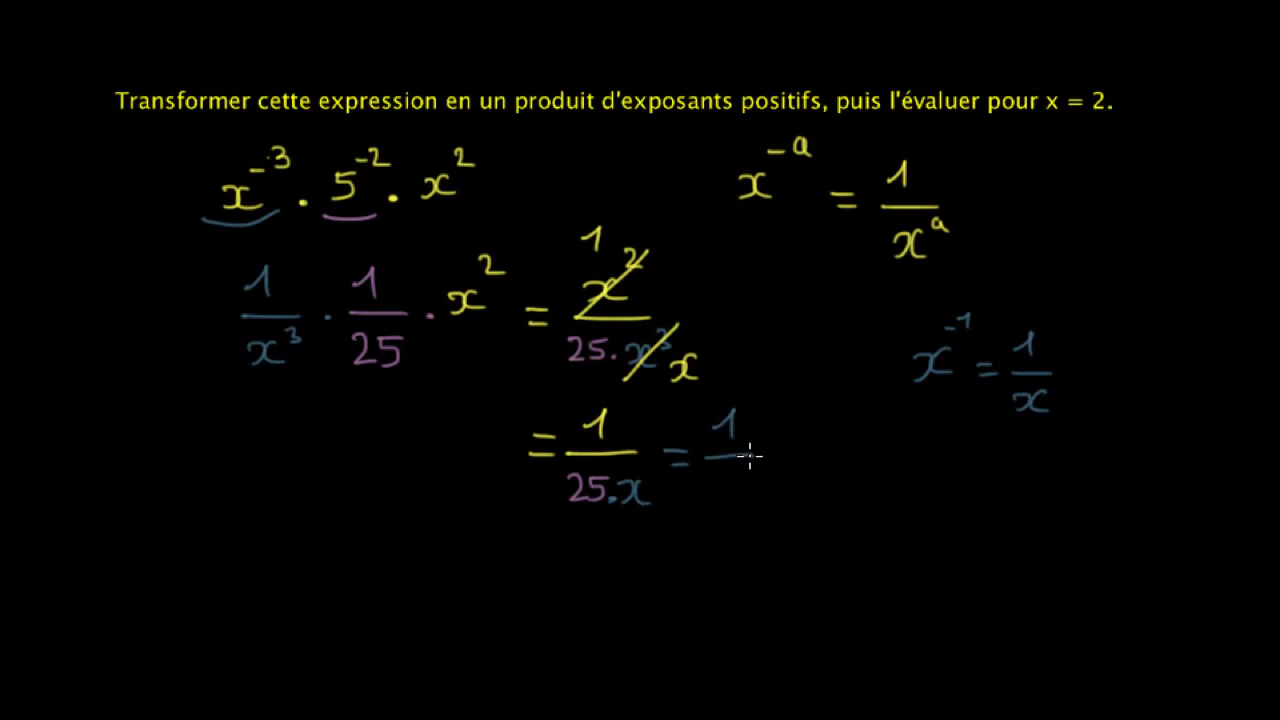 Transformer cette expression en un produit d'exposants positifs, puis l'évaluer pour x = 2.
x⁻³ . 5⁻² . x²
x⁻ᵃ = 1/xᵃ
1/x³ . 1/25 . x² = x²/(25.x³) 1 x
x⁻¹ = 1/x
= 1/(25.x) = 1/